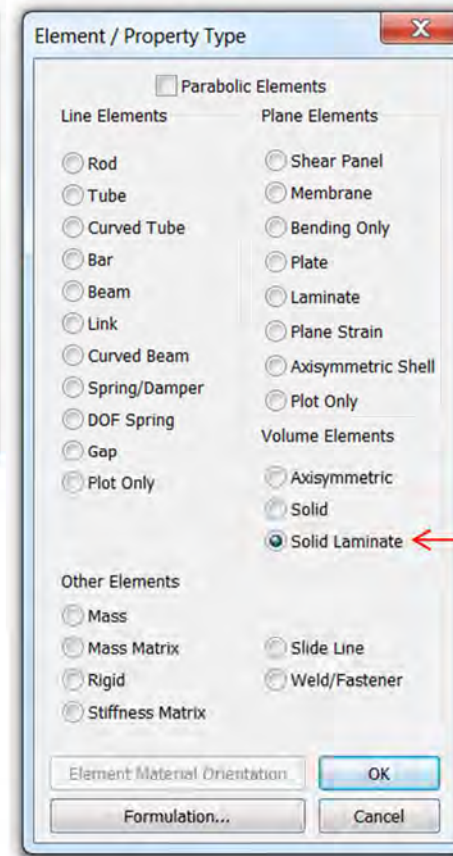 Element / Property Type
Parabolic Elements
Line Elements
Rod
Tube
Curved Tube
Bar
Beam
Link
Curved Beam
Spring/Damper
DOF Spring
Gap
Plot Only
Plane Elements
Shear Panel
Membrane
Bending Only
Plate
Laminate
Plane Strain
Axisymmetric Shell
Plot Only
Volume Elements
Axisymmetric
Solid
Solid Laminate
Other Elements
Mass
Mass Matrix
Rigid
Stiffness Matrix
Slide Line
Weld/Fastener
Element Material Orientation
OK
Formulation...
Cancel